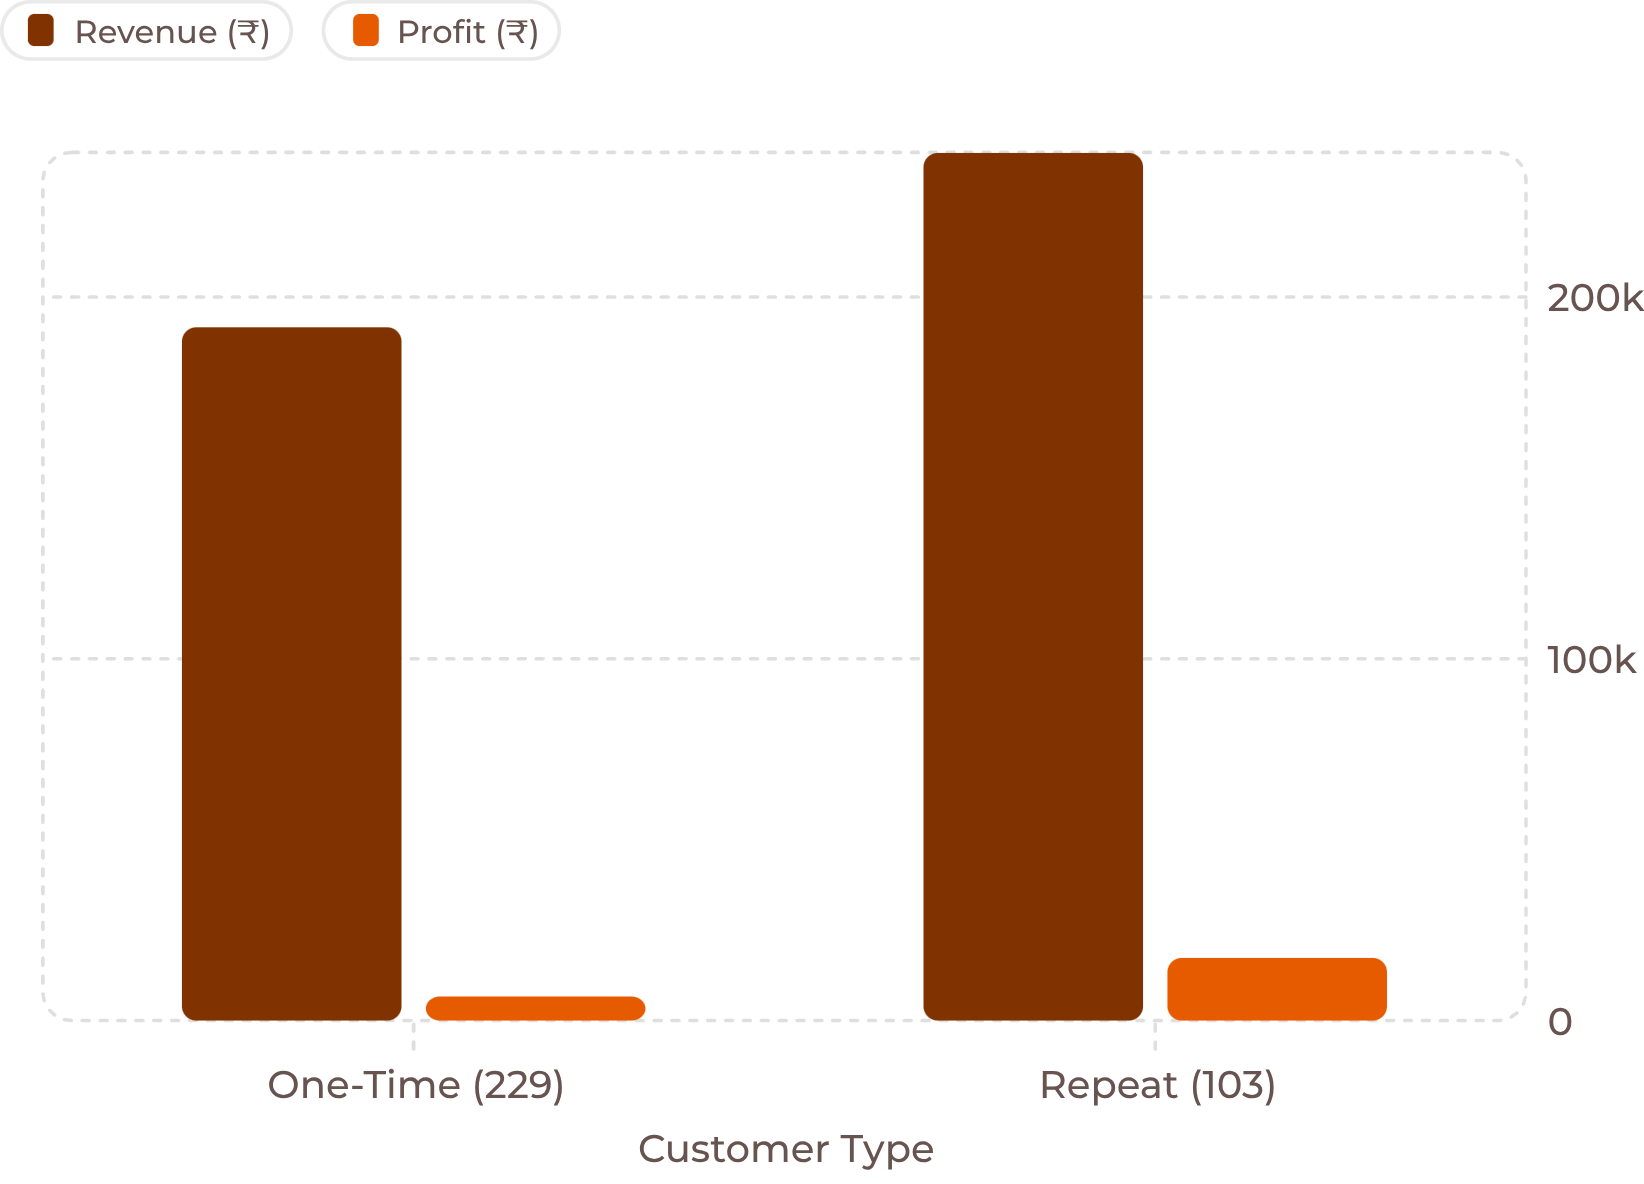 Revenue (₹) Profit (₹)
200k
100k
0
One-Time (229) Repeat (103)
Customer Type